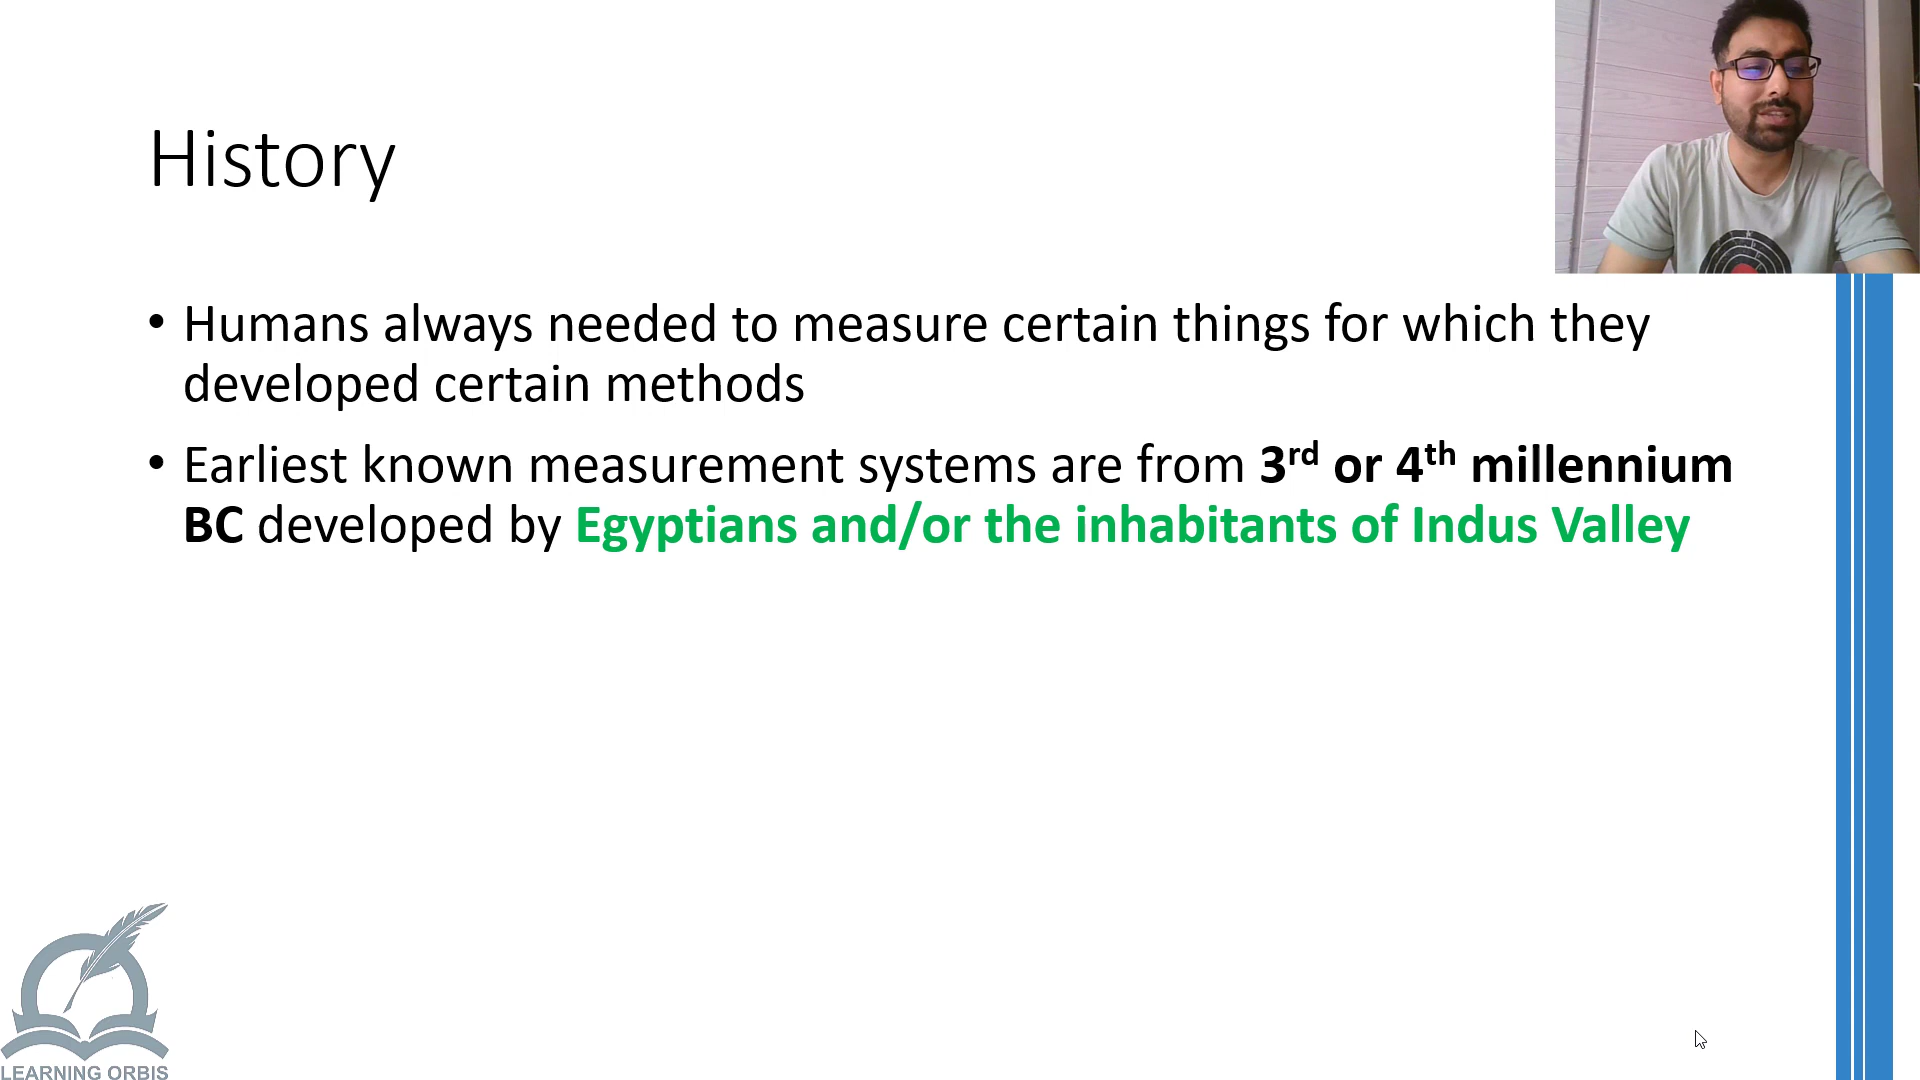 History
• Humans always needed to measure certain things for which they
developed certain methods
• Earliest known measurement systems are from 3rd or 4th millennium
BC developed by Egyptians and/or the inhabitants of Indus Valley
LEARNING ORBIS